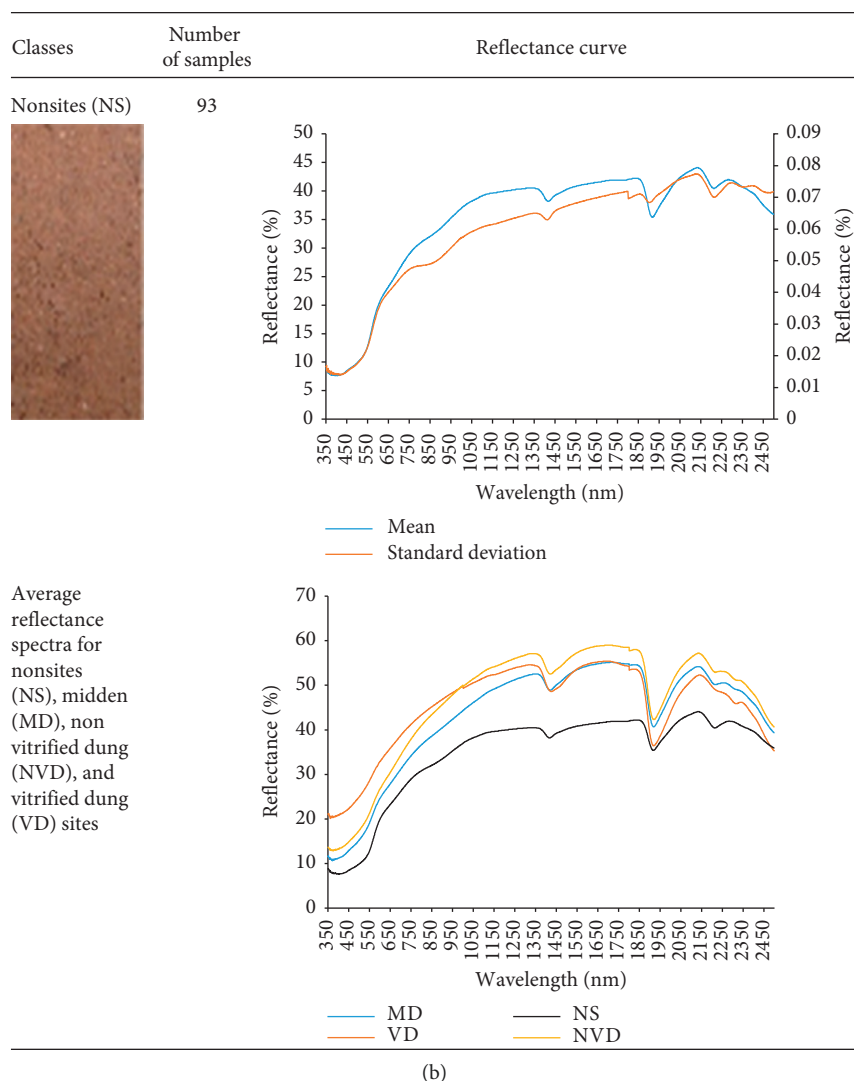 Classes
Number
of samples
Reflectance curve
Nonsites (NS)
93
50
45
40
35
30
25
20
15
10
5
0
Reflectance (%)
0.09
0.08
0.07
0.06
0.05
0.04
0.03
0.02
0.01
0
Reflectance (%)
350 450 550 650 750 850 950 1050 1150 1250 1350 1450 1550 1650 1750 1850 1950 2050 2150 2250 2350 2450
Wavelength (nm)
Mean
Standard deviation
Average
reflectance
spectra for
nonsites
(NS), midden
(MD), non
vitrified dung
(NVD), and
vitrified dung
(VD) sites
70
60
50
40
30
20
10
0
Reflectance (%)
350 450 550 650 750 850 950 1050 1150 1250 1350 1450 1550 1650 1750 1850 1950 2050 2150 2250 2350 2450
Wavelength (nm)
MD NS
VD NVD
(b)